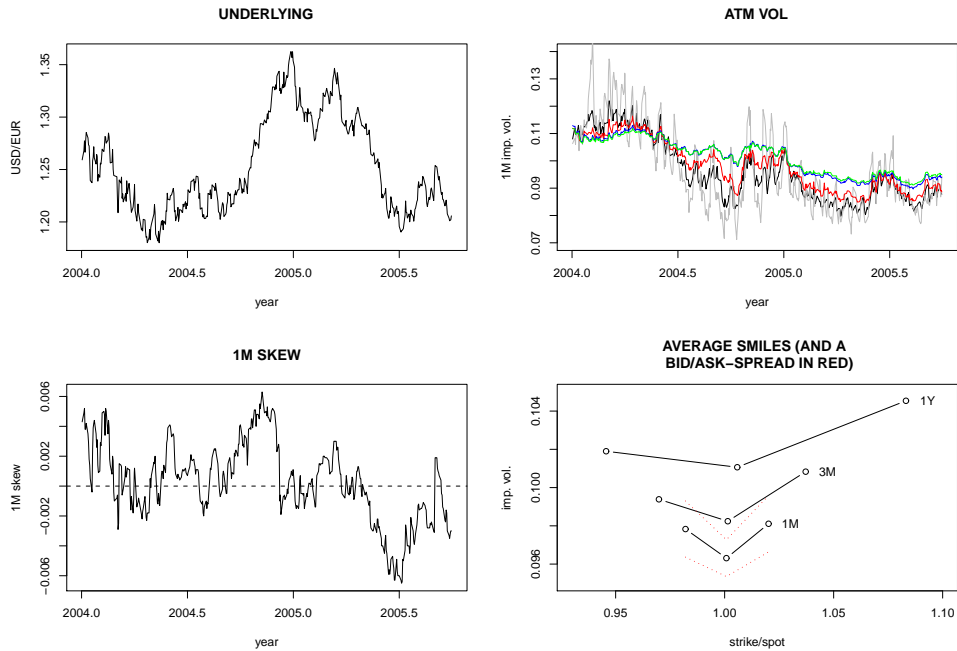 UNDERLYING
USD/EUR
1.20 1.25 1.30 1.35
2004.0 2004.5 2005.0 2005.5
year
ATM VOL
1M imp. vol.
0.07 0.09 0.11 0.13
2004.0 2004.5 2005.0 2005.5
year
1M SKEW
1M skew
−0.006 −0.002 0.002 0.006
2004.0 2004.5 2005.0 2005.5
year
AVERAGE SMILES (AND A
BID/ASK−SPREAD IN RED)
imp. vol.
0.096 0.100 0.104
1Y
3M
1M
0.95 1.00 1.05 1.10
strike/spot